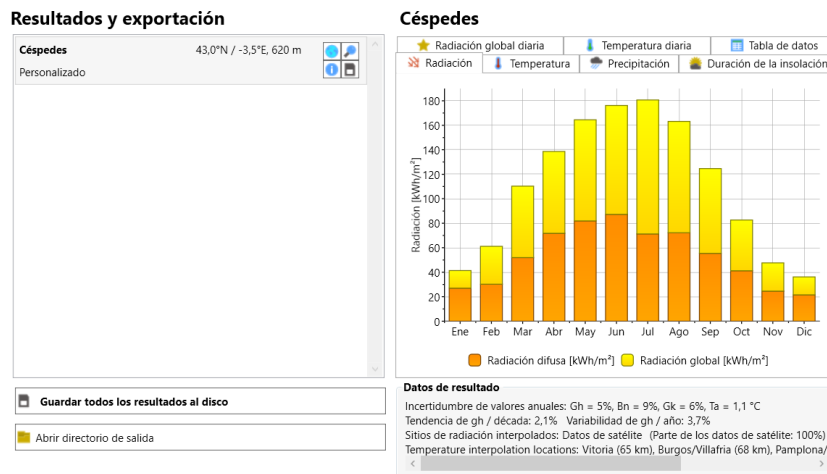 Resultados y exportación
Céspedes 43,0°N / -3,5°E, 620 m
Personalizado
Guardar todos los resultados al disco
Abrir directorio de salida
Céspedes
Radiación global diaria Temperatura diaria Tabla de datos
Radiación Temperatura Precipitación Duración de la insolación
Radiación [kWh/m²]
180
160
140
120
100
80
60
40
20
0
Ene Feb Mar Abr May Jun Jul Ago Sep Oct Nov Dic
Radiación difusa [kWh/m²] Radiación global [kWh/m²]
Datos de resultado
Incertidumbre de valores anuales: Gh = 5%, Bn = 9%, Gk = 6%, Ta = 1,1 °C
Tendencia de gh / década: 2,1% Variabilidad de gh / año: 3,7%
Sitios de radiación interpolados: Datos de satélite (Parte de los datos de satélite: 100%)
Temperature interpolation locations: Vitoria (65 km), Burgos/Villafria (68 km), Pamplona/